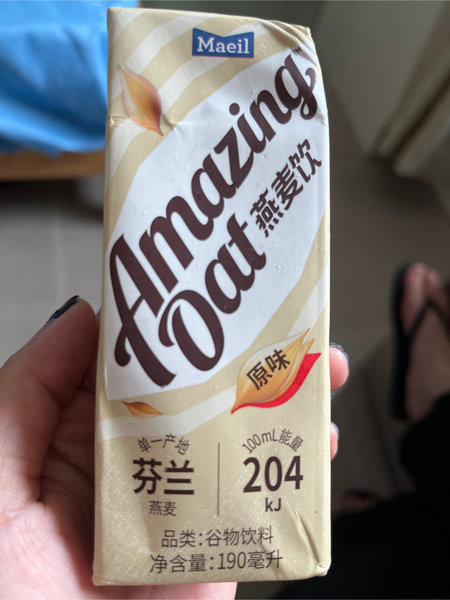 Maeil
Amazing™
Oat 燕麦饮
原味
单一产地
芬兰
燕麦
100mL能量
204
kJ
品类:谷物饮料
净含量:190毫升